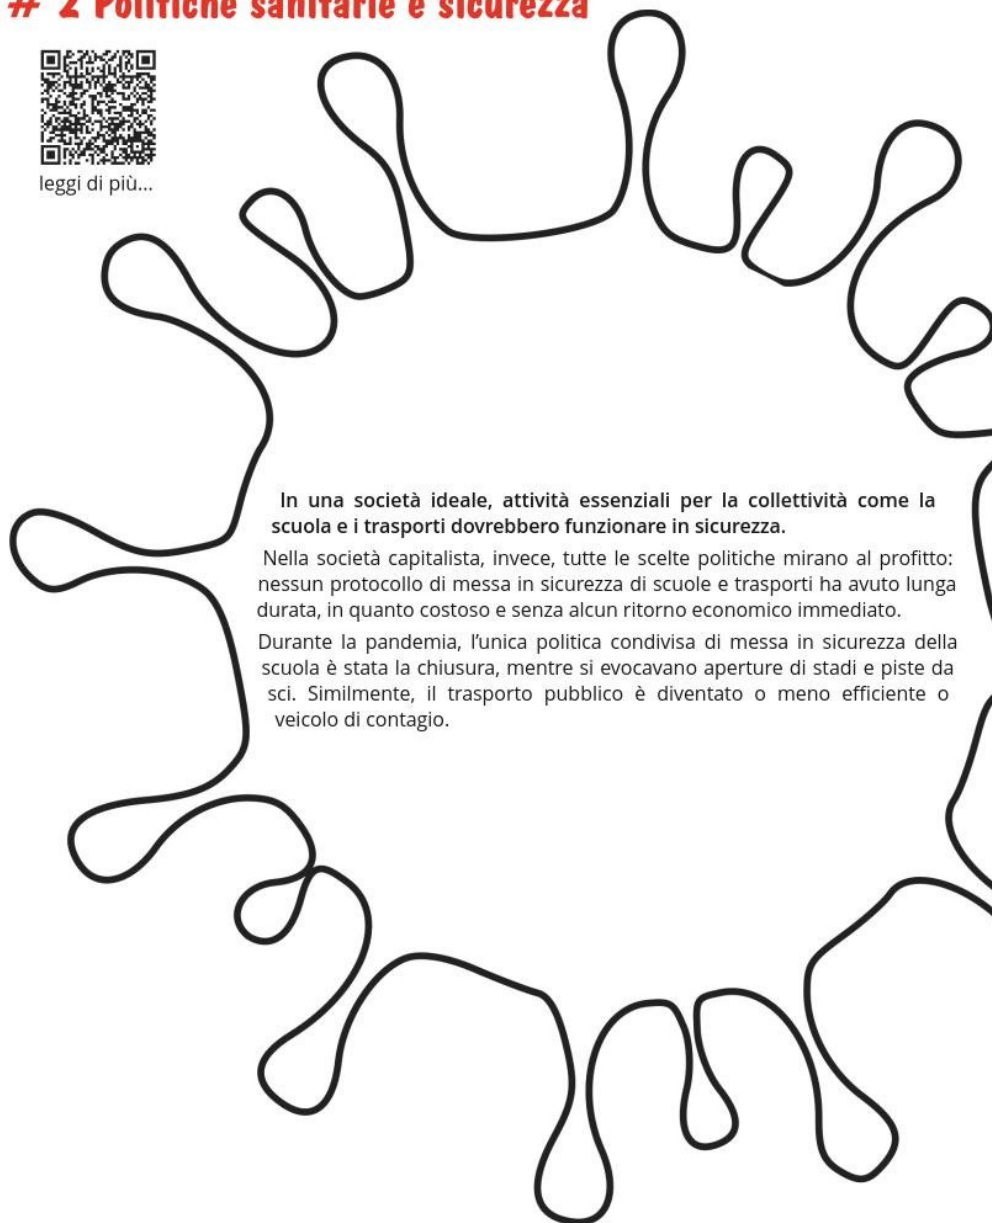 # 2 Politiche sanitarie e sicurezza
leggi di più...
In una società ideale, attività essenziali per la collettività come la
scuola e i trasporti dovrebbero funzionare in sicurezza.
Nella società capitalista, invece, tutte le scelte politiche mirano al profitto:
nessun protocollo di messa in sicurezza di scuole e trasporti ha avuto lunga
durata, in quanto costoso e senza alcun ritorno economico immediato.
Durante la pandemia, l’unica politica condivisa di messa in sicurezza della
scuola è stata la chiusura, mentre si evocavano aperture di stadi e piste da
sci. Similmente, il trasporto pubblico è diventato o meno efficiente o
veicolo di contagio.